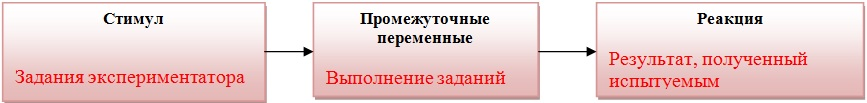 Стимул
Задания экспериментатора
Промежуточные
переменные
Выполнение заданий
Реакция
Результат, полученный
испытуемым